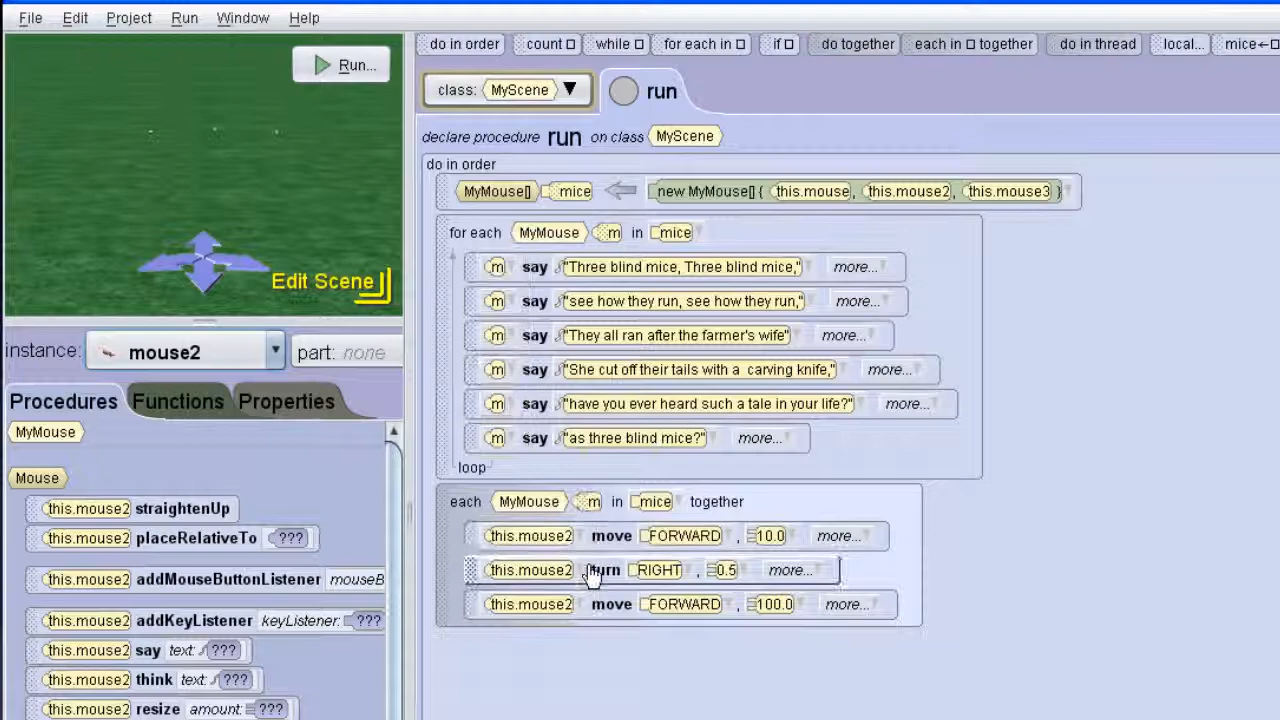 File Edit Project Run Window Help
do in order count while for each in if do together each in together do in thread local... mice←
Run...
class: MyScene run
declare procedure run on class MyScene
do in order
MyMouse[] mice new MyMouse[] { this.mouse, this.mouse2, this.mouse3 }
for each MyMouse m in mice
m say "Three blind mice, Three blind mice," more...
m say "see how they run, see how they run," more...
m say "They all ran after the farmer's wife" more...
m say "She cut off their tails with a carving knife," more...
m say "have you ever heard such a tale in your life?" more...
m say "as three blind mice?" more...
loop
each MyMouse m in mice together
this.mouse2 move FORWARD , 10.0 more...
this.mouse2 turn RIGHT , 0.5 more...
this.mouse2 move FORWARD , 100.0 more...
Edit Scene
instance: mouse2 part: none
Procedures Functions Properties
MyMouse
Mouse
this.mouse2 straightenUp
this.mouse2 placeRelativeTo ???
this.mouse2 addMouseButtonListener mouseB
this.mouse2 addKeyListener keyListener: ???
this.mouse2 say text: ???
this.mouse2 think text: ???
this.mouse2 resize amount: ???